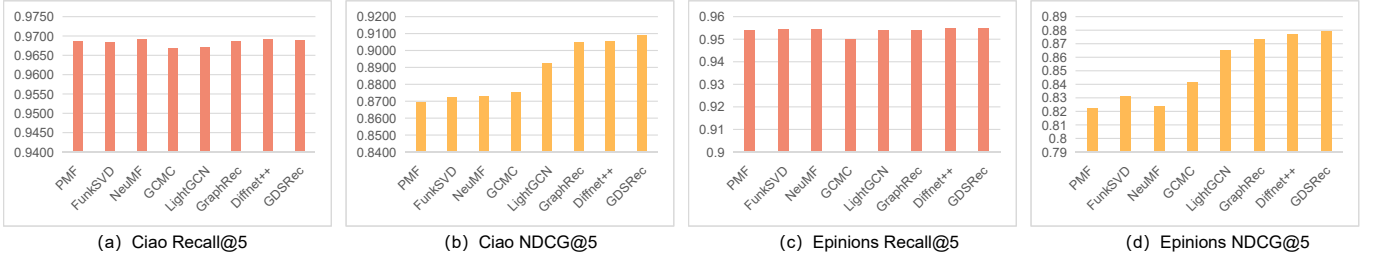 0.9750
0.9700
0.9650
0.9600
0.9550
0.9500
0.9450
0.9400
PMF
FunkSVD
NeuMF
GCMC
LightGCN
GraphRec
Diffnet++
GDSRec
(a) Ciao Recall@5
0.9200
0.9100
0.9000
0.8900
0.8800
0.8700
0.8600
0.8500
0.8400
PMF
FunkSVD
NeuMF
GCMC
LightGCN
GraphRec
Diffnet++
GDSRec
(b) Ciao NDCG@5
0.96
0.95
0.94
0.93
0.92
0.91
0.9
PMF
FunkSVD
NeuMF
GCMC
LightGCN
GraphRec
Diffnet++
GDSRec
(c) Epinions Recall@5
0.89
0.88
0.87
0.86
0.85
0.84
0.83
0.82
0.81
0.8
0.79
PMF
FunkSVD
NeuMF
GCMC
LightGCN
GraphRec
Diffnet++
GDSRec
(d) Epinions NDCG@5